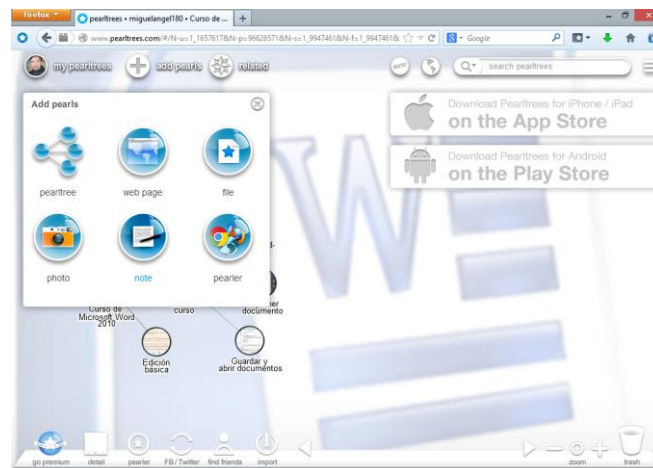 Firefox
pearltrees • miguelangel180 • Curso de ...
www.pearltrees.com/#/N-u=1_1657617&N-p=96628571&N-s=1_9947461&N-f=1_9947461&
Google
my pearltrees
add pearls
related
new
search pearltrees
Add pearls
pearltree
web page
file
photo
note
pearler
Download Pearltrees for iPhone / iPad
on the App Store
Download Pearltrees for Android
on the Play Store
Curso de
Microsoft Word
2010
curso
documento
Edición
básica
Guardar y
abrir documentos
go premium
detail
pearler
FB / Twitter
find friends
import
zoom
trash